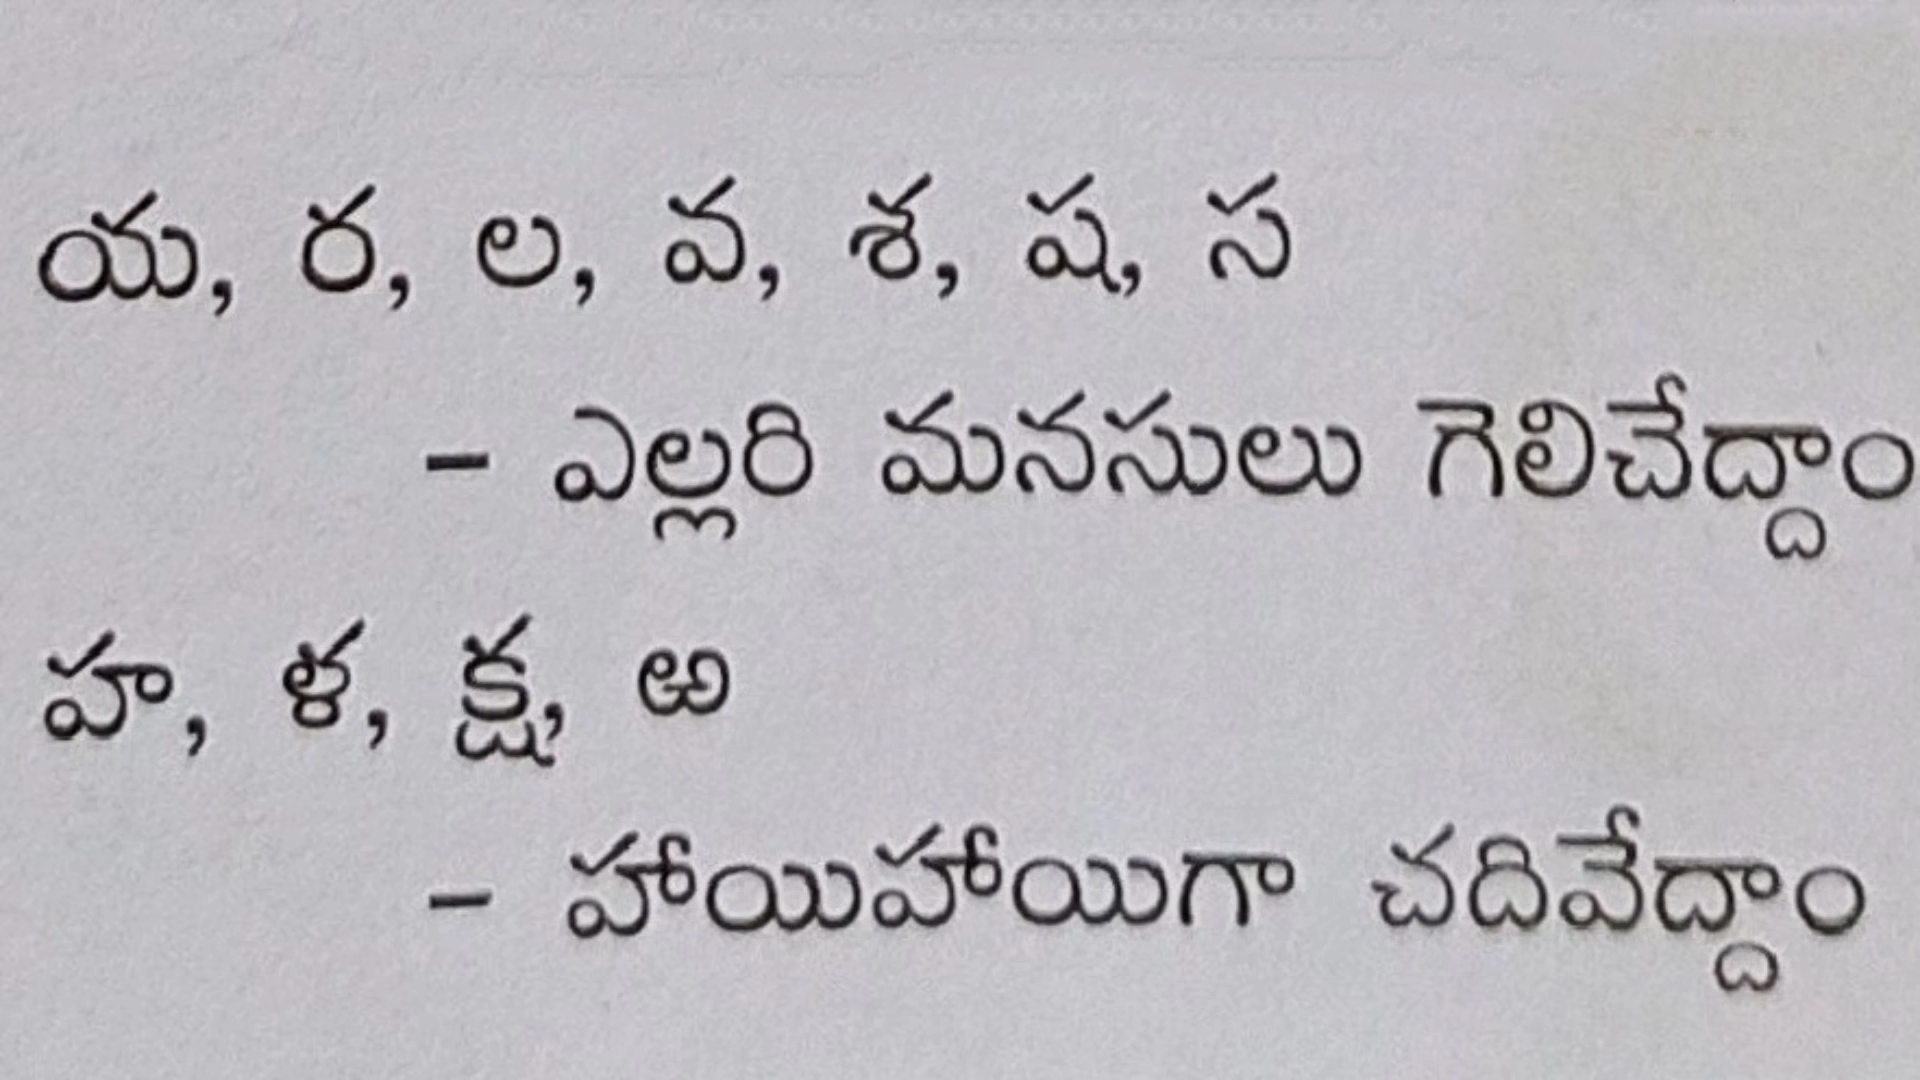 య, ర, ల, వ, శ, ష, స
– ఎల్లరి మనసులు గెలిచేద్దాం
హ, ళ, క్ష, ఱ
– హాయిహాయిగా చదివేద్దాం